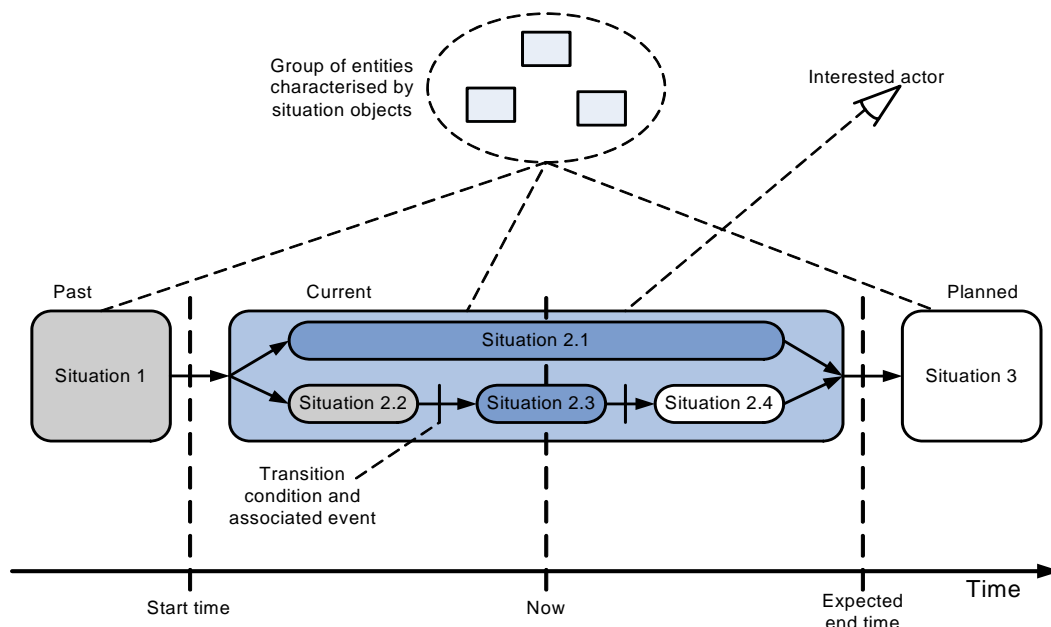 Group of entities
characterised by
situation objects
Interested actor
Past
Current
Planned
Situation 1
Situation 2.1
Situation 2.2
Situation 2.3
Situation 2.4
Situation 3
Transition
condition and
associated event
Time
Start time
Now
Expected
end time